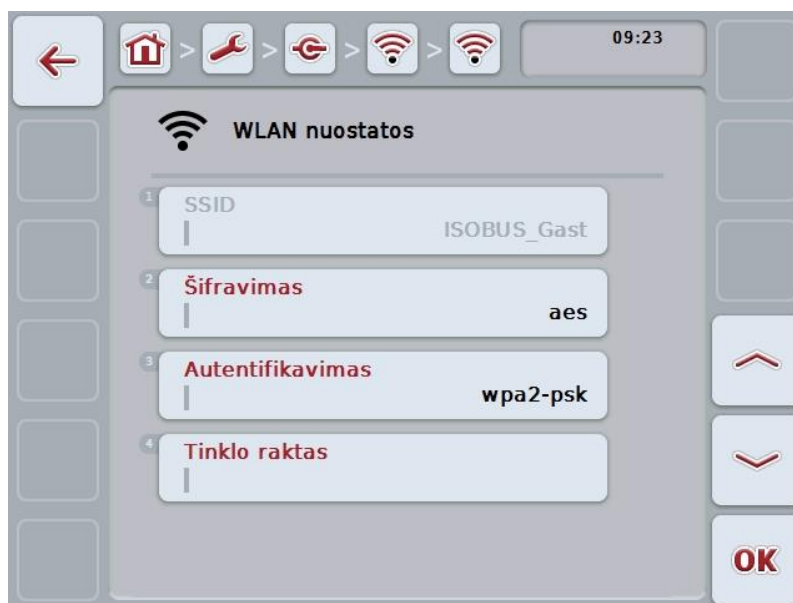 09:23
WLAN nuostatos
1
SSID
ISOBUS_Gast
2
Šifravimas
aes
3
Autentifikavimas
wpa2-psk
4
Tinklo raktas
OK